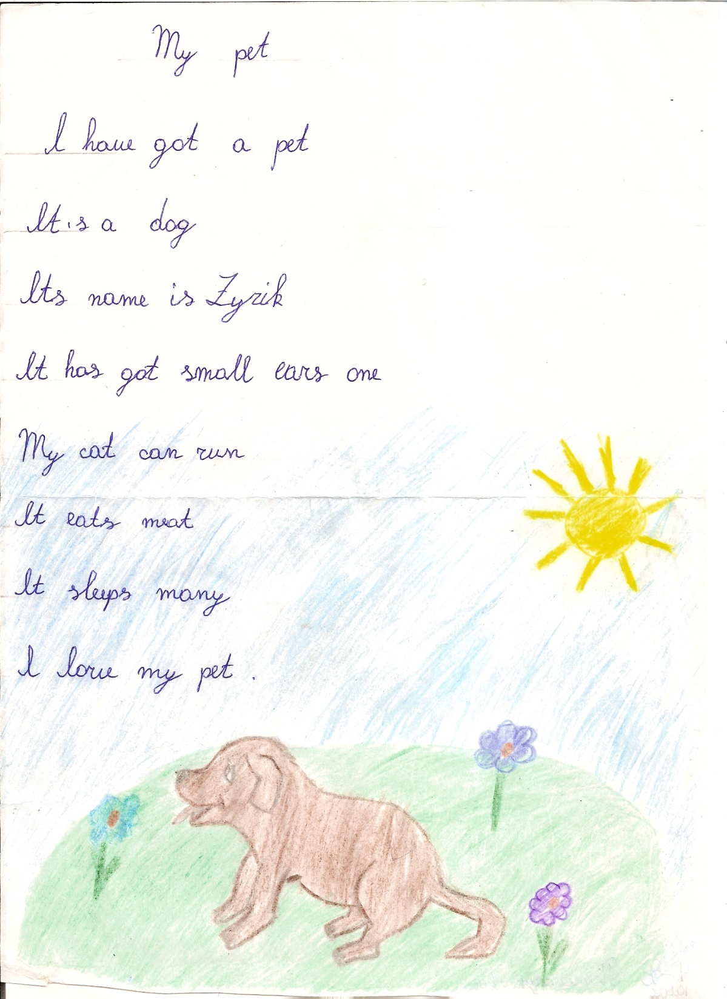 My pet
I have got a pet
It's a dog
Its name is Zyrik
It has got small ears one
My cat can run
It eats meat
It sleeps many
I love my pet.